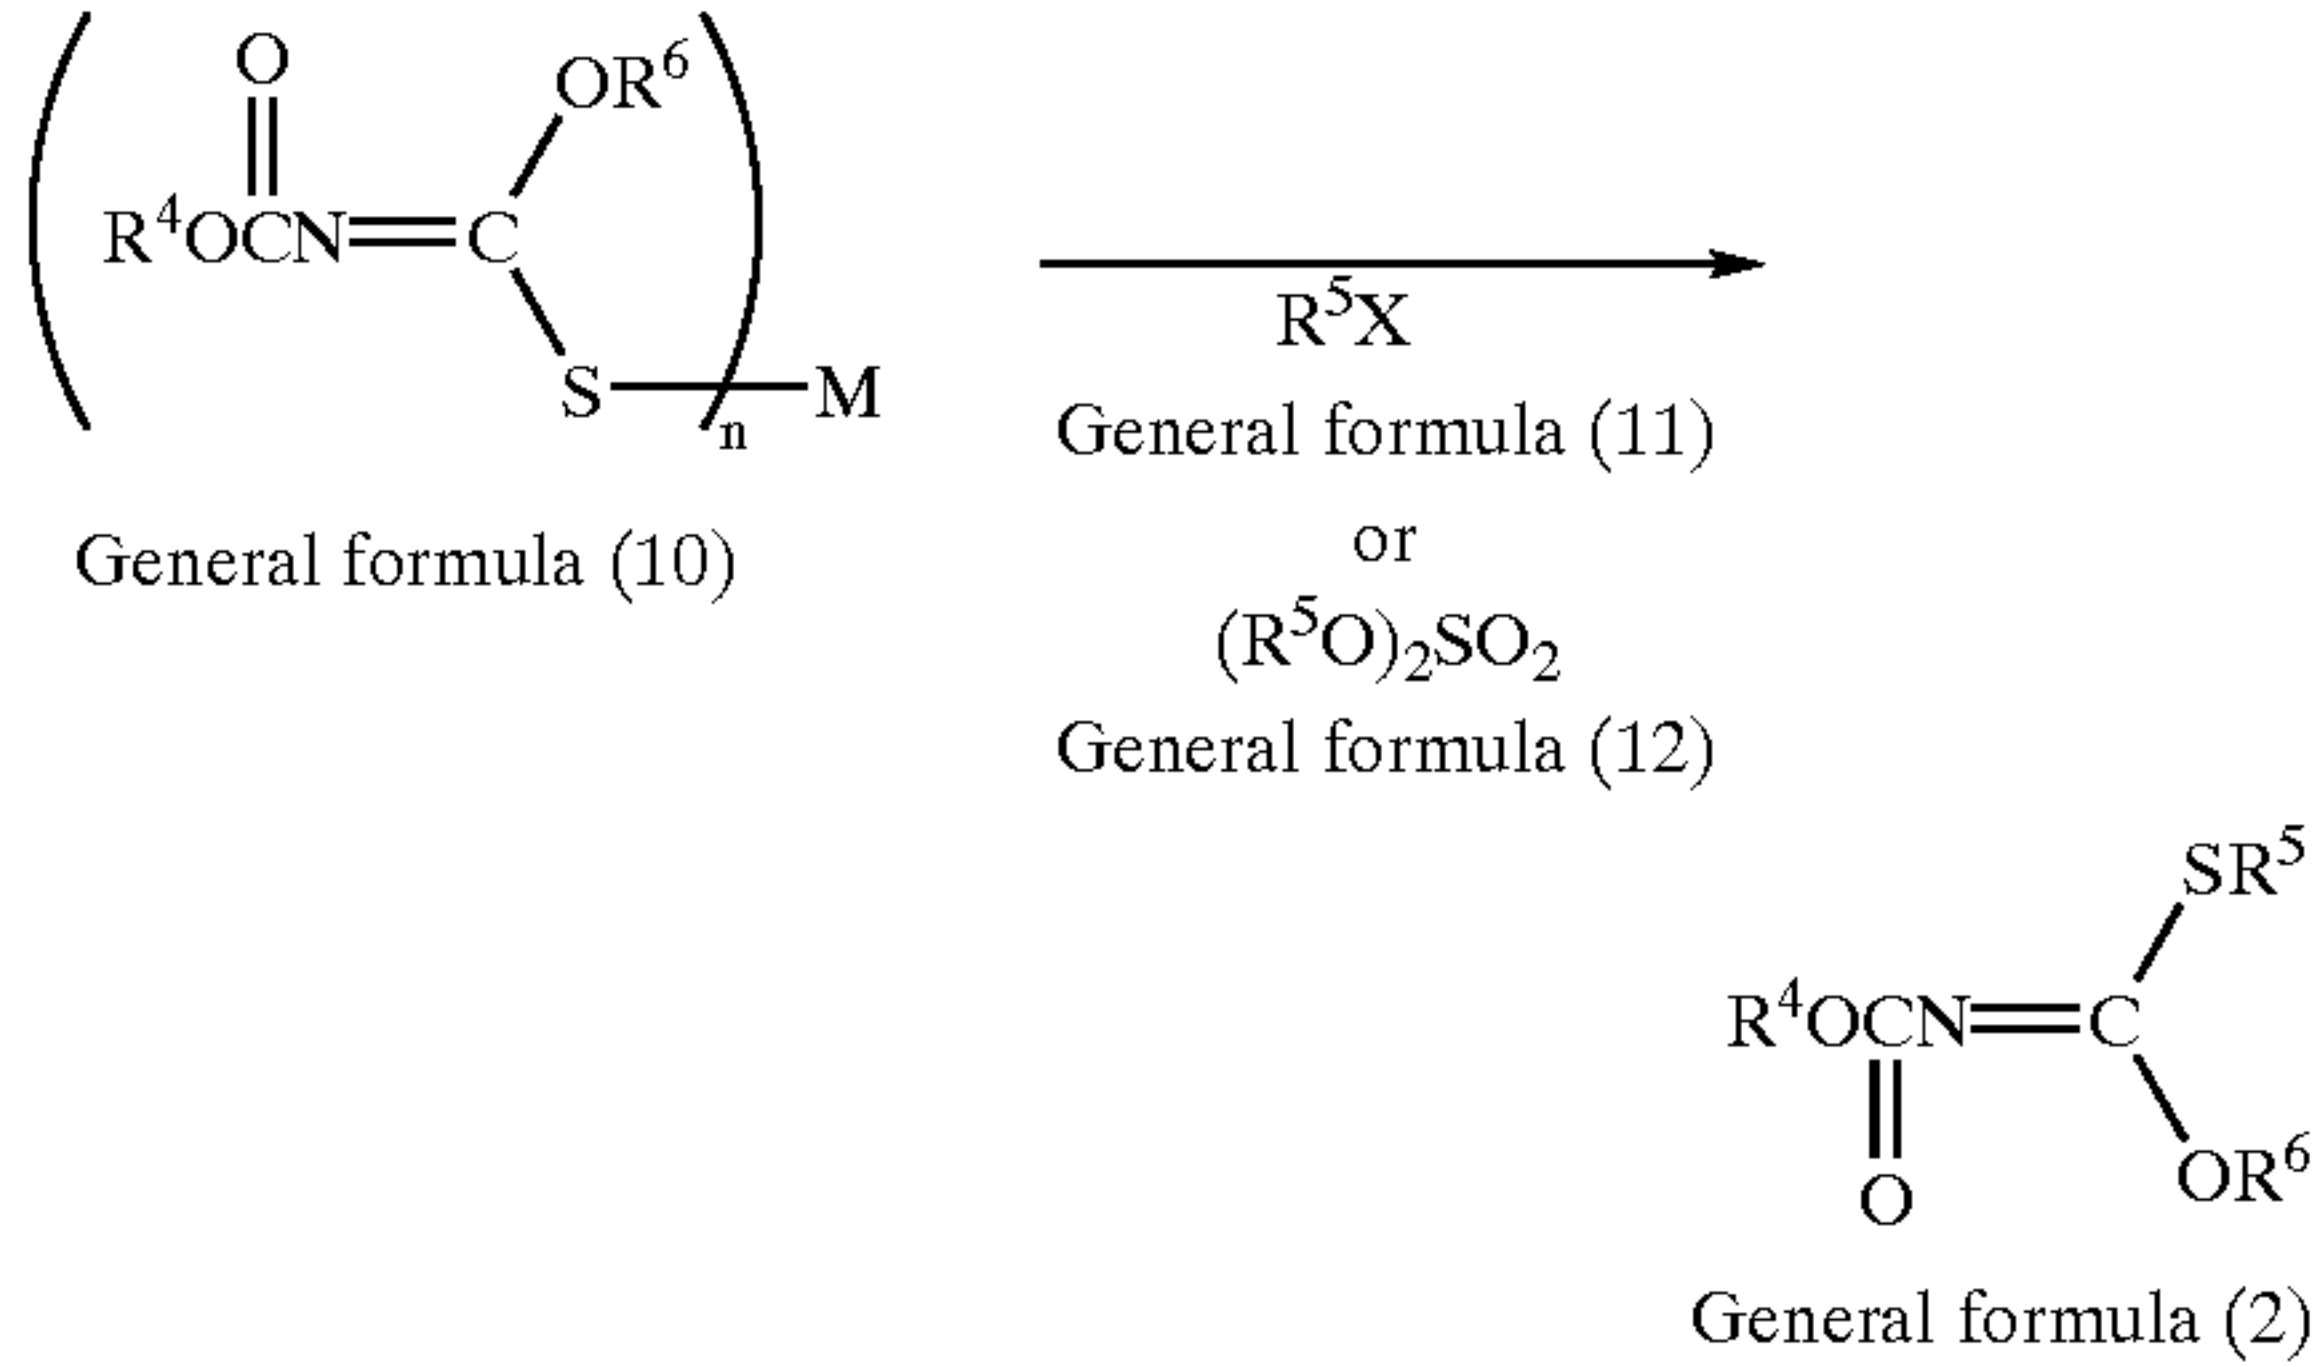 O
OR⁶
R⁴OCN=C
S—M
n
General formula (10)
R⁵X
General formula (11)
or
(R⁵O)₂SO₂
General formula (12)
SR⁵
R⁴OCN=C
O
OR⁶
General formula (2)